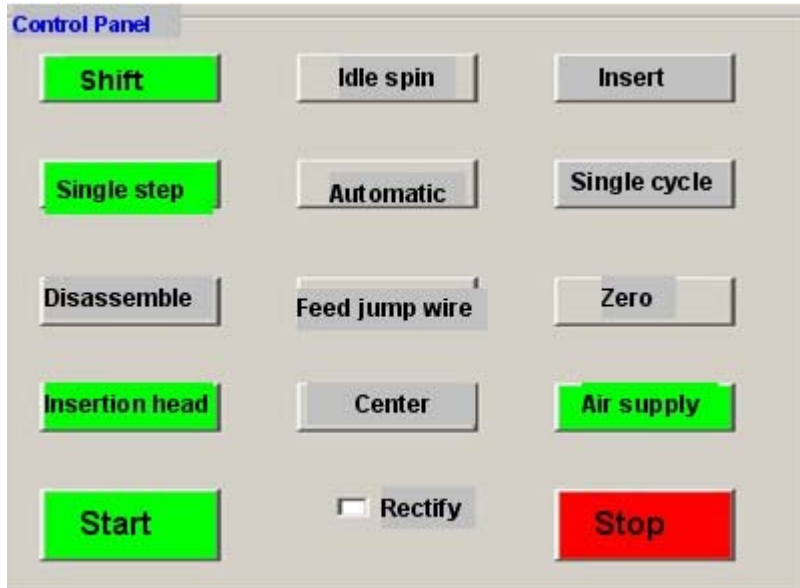 Control Panel
Shift
Idle spin
Insert
Single step
Automatic
Single cycle
Disassemble
Feed jump wire
Zero
Insertion head
Center
Air supply
Start
Rectify
Stop